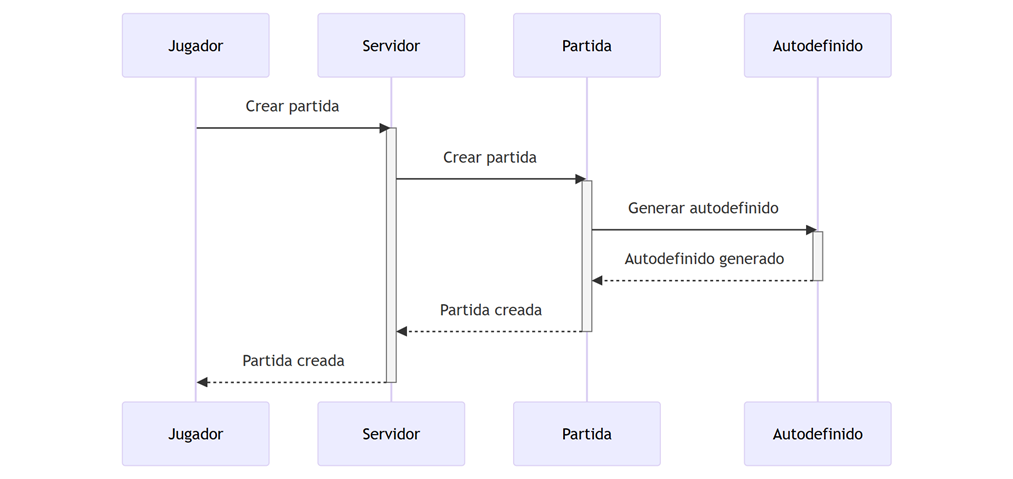 Jugador
Servidor
Partida
Autodefinido
Crear partida
Crear partida
Generar autodefinido
Autodefinido generado
Partida creada
Partida creada
Jugador
Servidor
Partida
Autodefinido